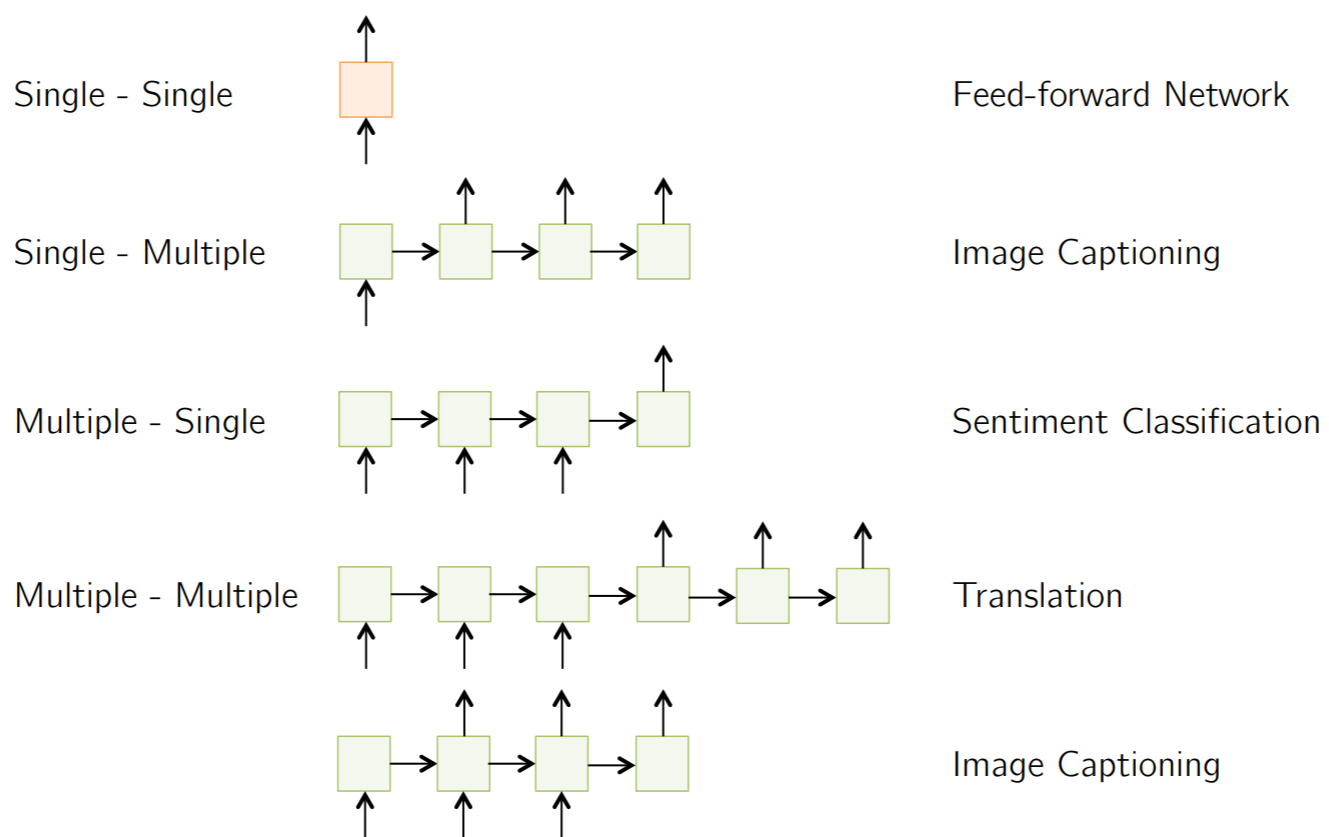 Single - Single
Feed-forward Network
Single - Multiple
Image Captioning
Multiple - Single
Sentiment Classification
Multiple - Multiple
Translation
Image Captioning